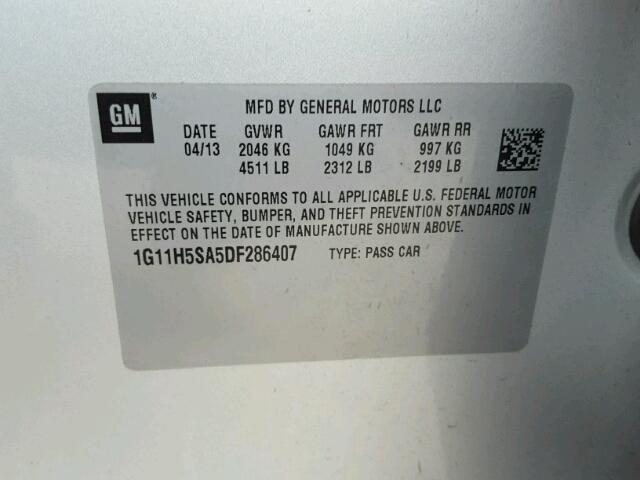 GM®
MFD BY GENERAL MOTORS LLC
DATE GVWR GAWR FRT GAWR RR
04/13 2046 KG 1049 KG 997 KG
4511 LB 2312 LB 2199 LB
THIS VEHICLE CONFORMS TO ALL APPLICABLE U.S. FEDERAL MOTOR
VEHICLE SAFETY, BUMPER, AND THEFT PREVENTION STANDARDS IN
EFFECT ON THE DATE OF MANUFACTURE SHOWN ABOVE.
1G11H5SA5DF286407 TYPE: PASS CAR